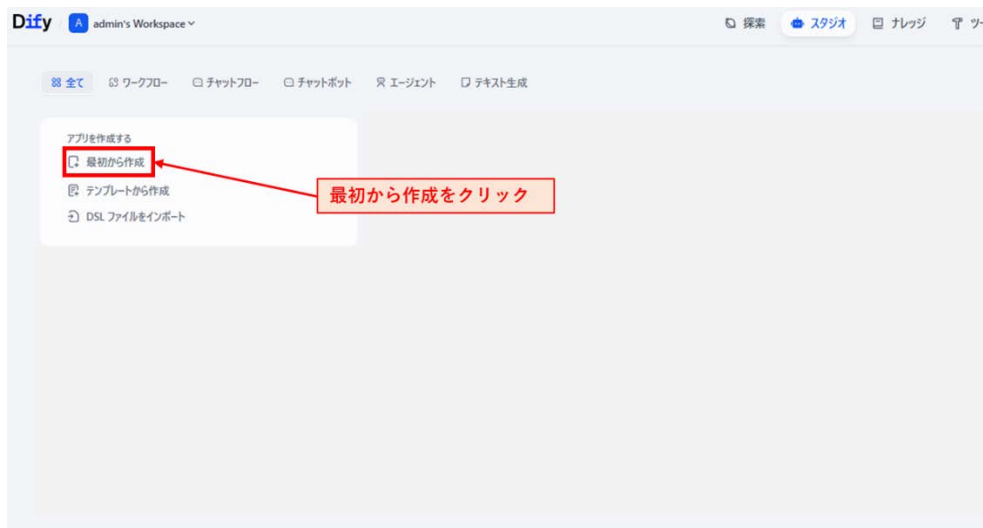 Dify A admin's Workspace 探索 スタジオ ナレッジ
全て ワークフロー チャットフロー チャットボット エージェント テキスト生成
アプリを作成する
最初から作成
テンプレートから作成
最初から作成をクリック
DSL ファイルをインポート